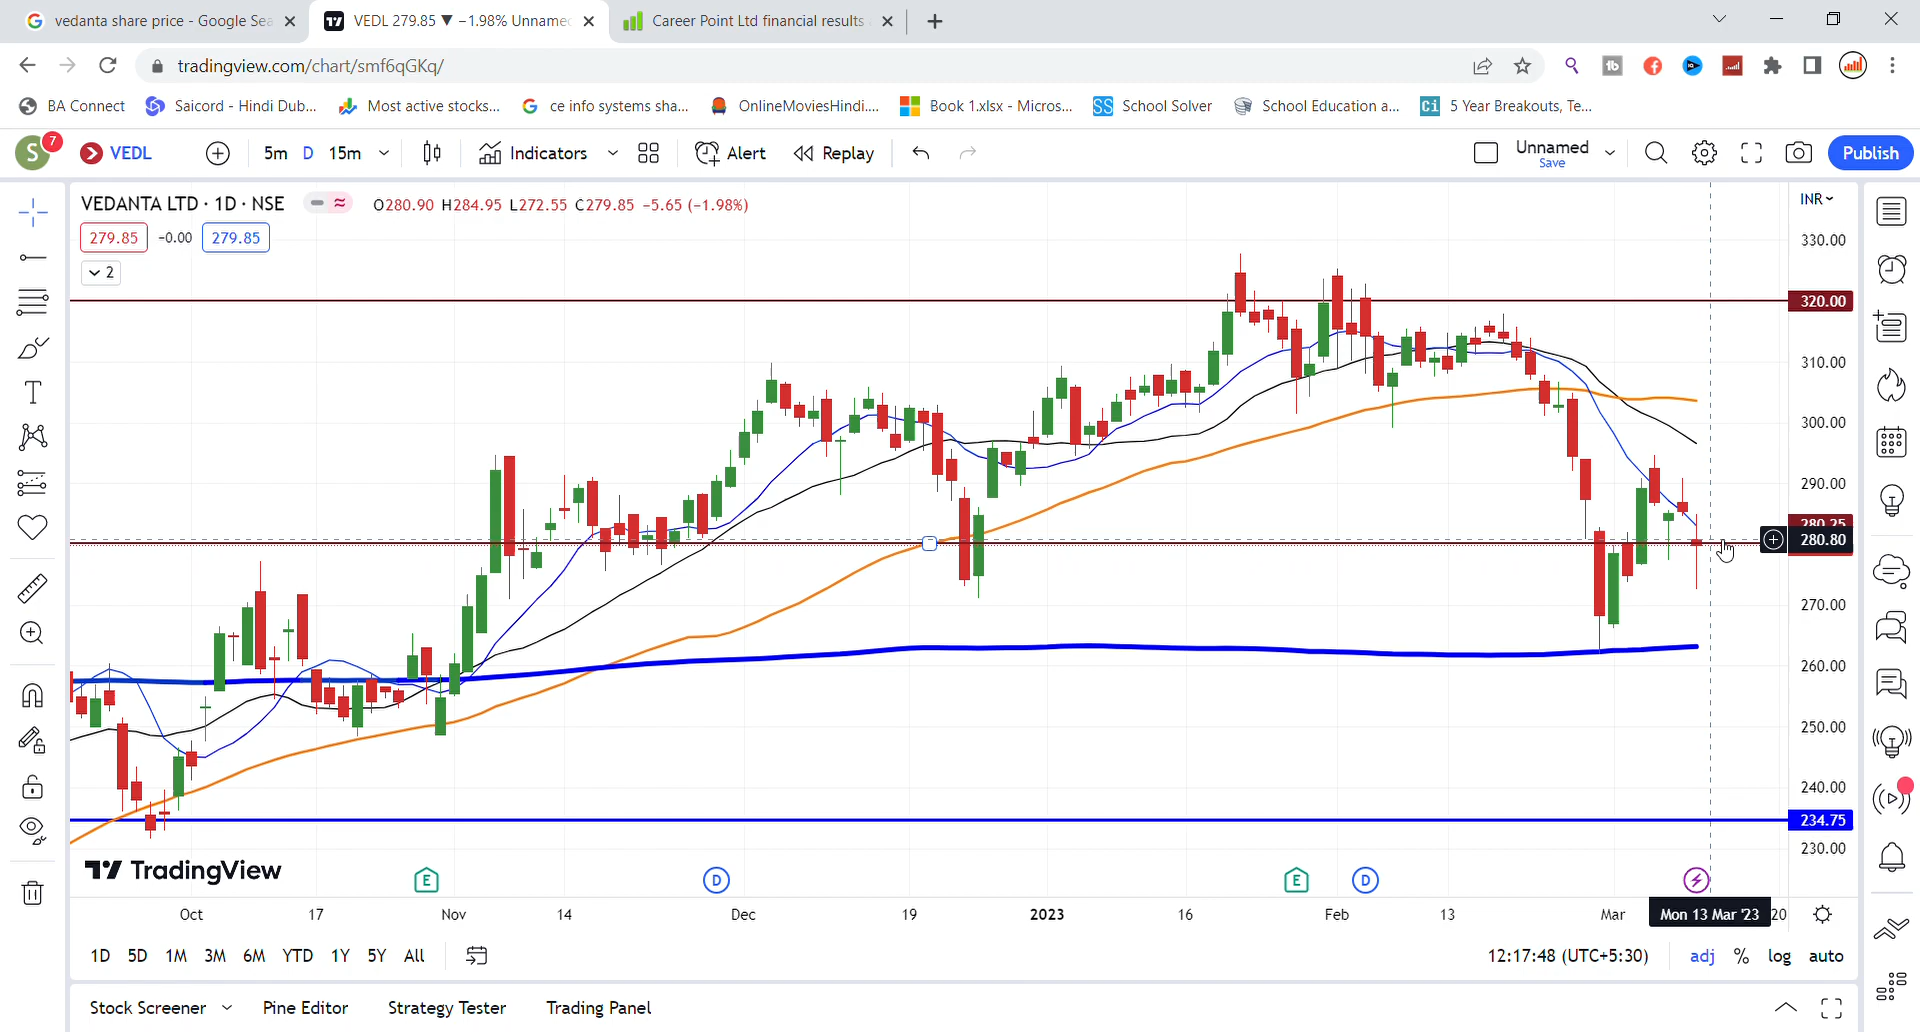 vedanta share price - Google Sea
VEDL 279.85 ▼ −1.98% Unname
Career Point Ltd financial results
tradingview.com/chart/smf6qGKq/
BA Connect
Saicord - Hindi Dub...
Most active stocks...
ce info systems sha...
OnlineMoviesHindi....
Book 1.xlsx - Micros...
School Solver
School Education a...
5 Year Breakouts, Te...
S 7
VEDL
5m D 15m
Indicators
Alert
Replay
Unnamed
Save
Publish
VEDANTA LTD · 1D · NSE
O280.90 H284.95 L272.55 C279.85 −5.65 (−1.98%)
INR
279.85 −0.00 279.85
2
330.00
320.00
310.00
300.00
290.00
280.25
280.80
270.00
260.00
250.00
240.00
234.75
230.00
TradingView
E D E D
Oct 17 Nov 14 Dec 19 2023 16 Feb 13 Mar Mon 13 Mar '23 20
1D 5D 1M 3M 6M YTD 1Y 5Y All
12:17:48 (UTC+5:30)
adj % log auto
Stock Screener
Pine Editor
Strategy Tester
Trading Panel